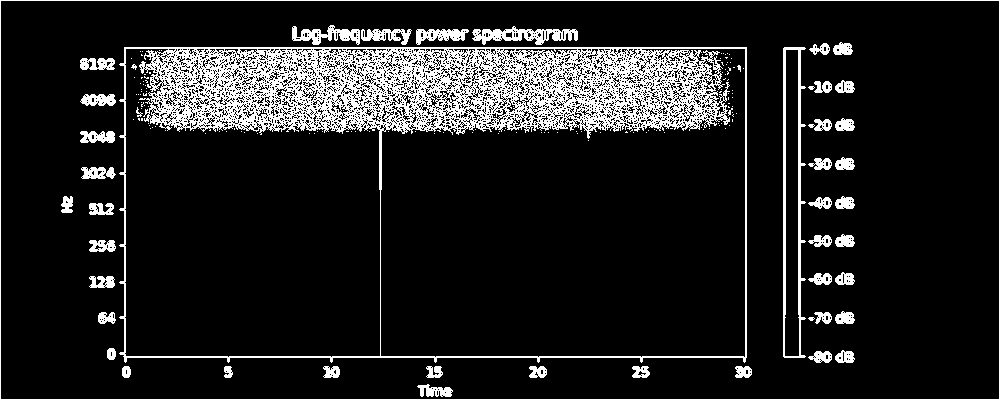 Log-frequency power spectrogram
8192
4096
2048
1024
512
256
128
64
0
Hz
0 5 10 15 20 25 30
Time
+0 dB
-10 dB
-20 dB
-30 dB
-40 dB
-50 dB
-60 dB
-70 dB
-80 dB